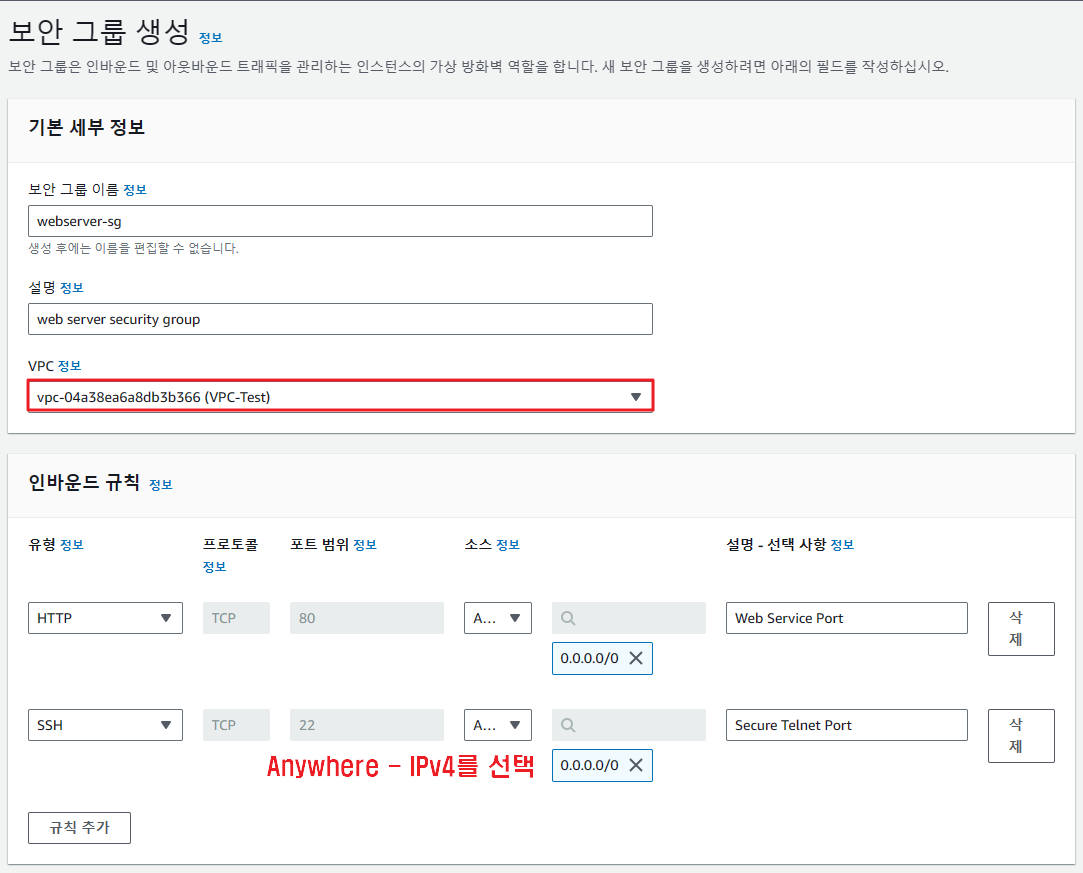 보안 그룹 생성 정보
보안 그룹은 인바운드 및 아웃바운드 트래픽을 관리하는 인스턴스의 가상 방화벽 역할을 합니다. 새 보안 그룹을 생성하려면 아래의 필드를 작성하십시오.
기본 세부 정보
보안 그룹 이름 정보
webserver-sg
생성 후에는 이름을 편집할 수 없습니다.
설명 정보
web server security group
VPC 정보
vpc-04a38ea6a8db3b366 (VPC-Test)
인바운드 규칙 정보
유형 정보 프로토콜 포트 범위 정보 소스 정보 설명 - 선택 사항 정보
정보
HTTP TCP 80 A... Web Service Port 삭
제
0.0.0.0/0
SSH TCP 22 A... Secure Telnet Port 삭
제
Anywhere - IPv4를 선택 0.0.0.0/0
규칙 추가